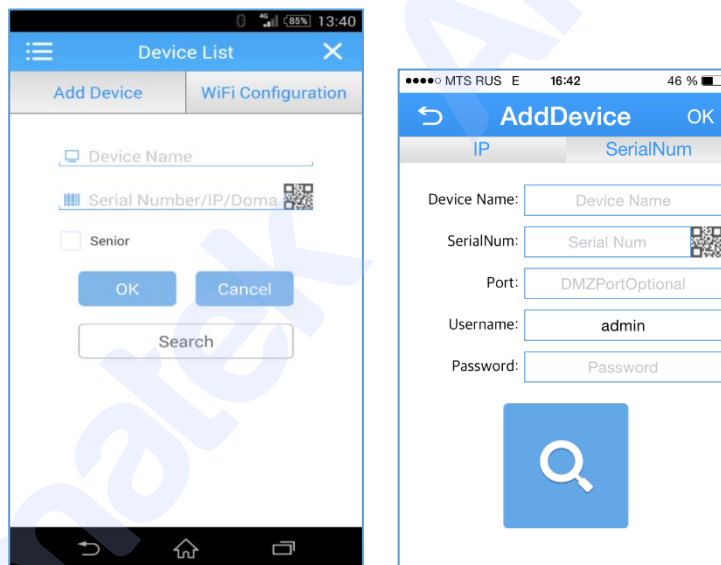 4G 85% 13:40
Device List
Add Device WiFi Configuration
Device Name
Serial Number/IP/Doma
Senior
OK Cancel
Search
MTS RUS E 16:42 46 %
AddDevice OK
IP SerialNum
Device Name: Device Name
SerialNum: Serial Num
Port: DMZPortOptional
Username: admin
Password: Password